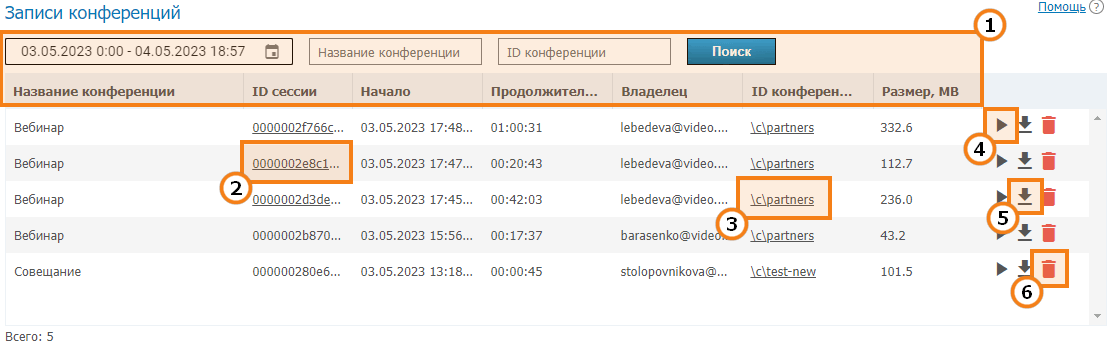 Записи конференций
Помощь ?
1
03.05.2023 0:00 - 04.05.2023 18:57 Название конференции ID конференции Поиск
Название конференции ID сессии Начало Продолжител... Владелец ID конферен... Размер, MB
Вебинар 0000002f766c... 03.05.2023 17:48... 01:00:31 lebedeva@video.... \c\partners 332.6
4
Вебинар 0000002e8c1... 03.05.2023 17:47... 00:20:43 lebedeva@video.... \c\partners 112.7
2
Вебинар 0000002d3de... 03.05.2023 17:45... 00:42:03 lebedeva@video.... \c\partners 236.0
3
5
Вебинар 0000002b870... 03.05.2023 15:56... 00:17:37 barasenko@video... \c\partners 43.2
Совещание 000000280e6... 03.05.2023 13:18... 00:00:45 stolopovnikova@... \c\test-new 101.5
6
Всего: 5